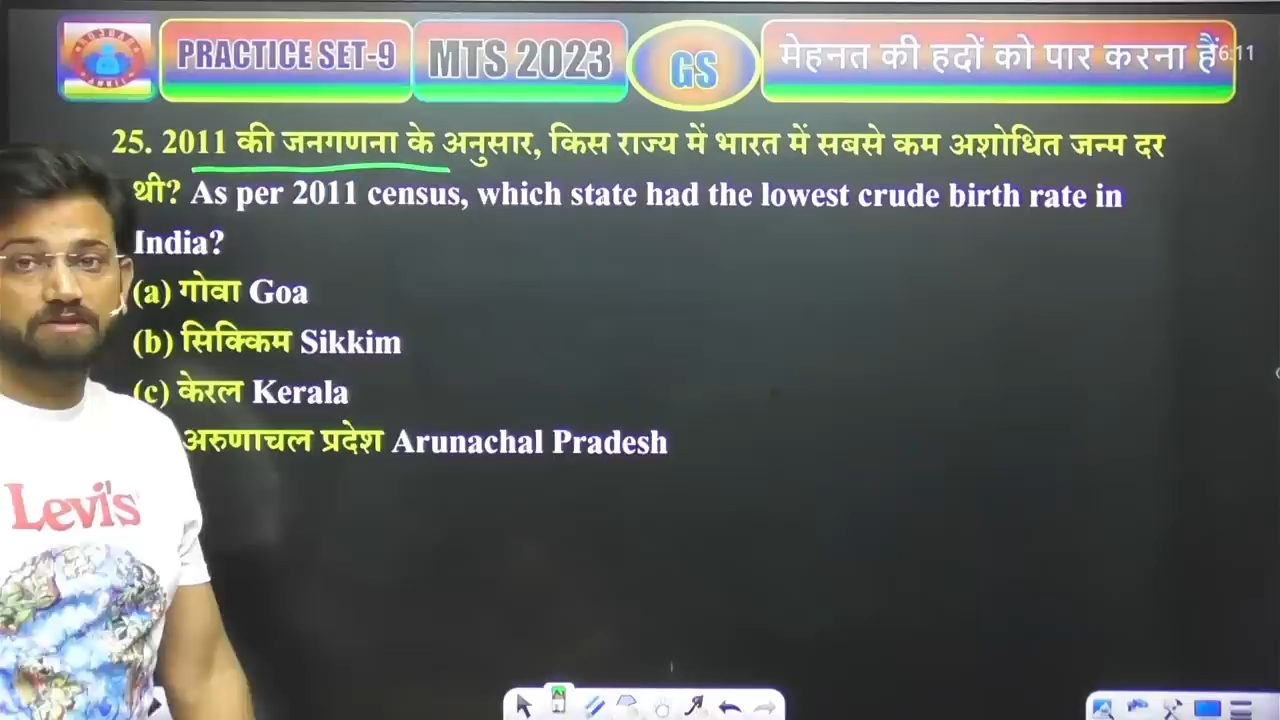 PRACTICE SET-9 MTS 2023 GS मेहनत की हदों को पार करना हैं
25. 2011 की जनगणना के अनुसार, किस राज्य में भारत में सबसे कम अशोधित जन्म दर
थी? As per 2011 census, which state had the lowest crude birth rate in
India?
(a) गोवा Goa
(b) सिक्किम Sikkim
(c) केरल Kerala
अरुणाचल प्रदेश Arunachal Pradesh
Levi's